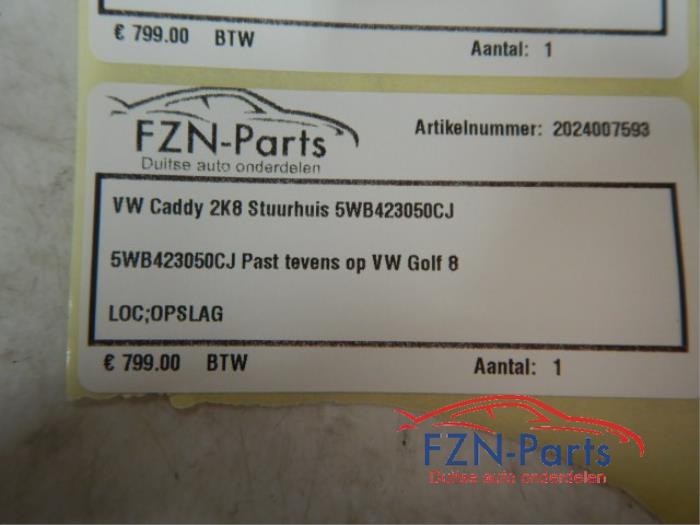 € 799.00 BTW Aantal: 1
FZN-Parts
Duitse auto onderdelen
Artikelnummer: 2024007593
VW Caddy 2K8 Stuurhuis 5WB423050CJ
5WB423050CJ Past tevens op VW Golf 8
LOC;OPSLAG
€ 799.00 BTW Aantal: 1
FZN-Parts
Duitse auto onderdelen